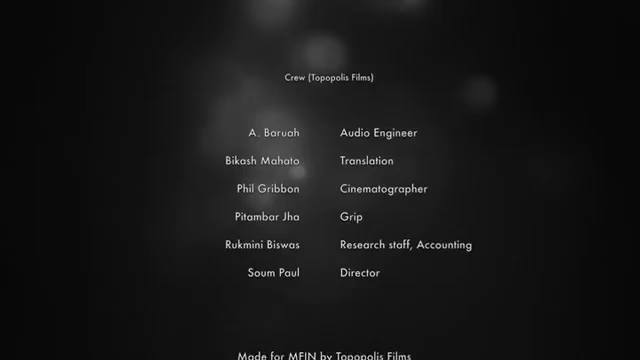 Crew (Topopolis Films)
A. Baruah Audio Engineer
Bikash Mahato Translation
Phil Gribbon Cinematographer
Pitambar Jha Grip
Rukmini Biswas Research staff, Accounting
Soum Paul Director
Made for MFIN by Topopolis Films